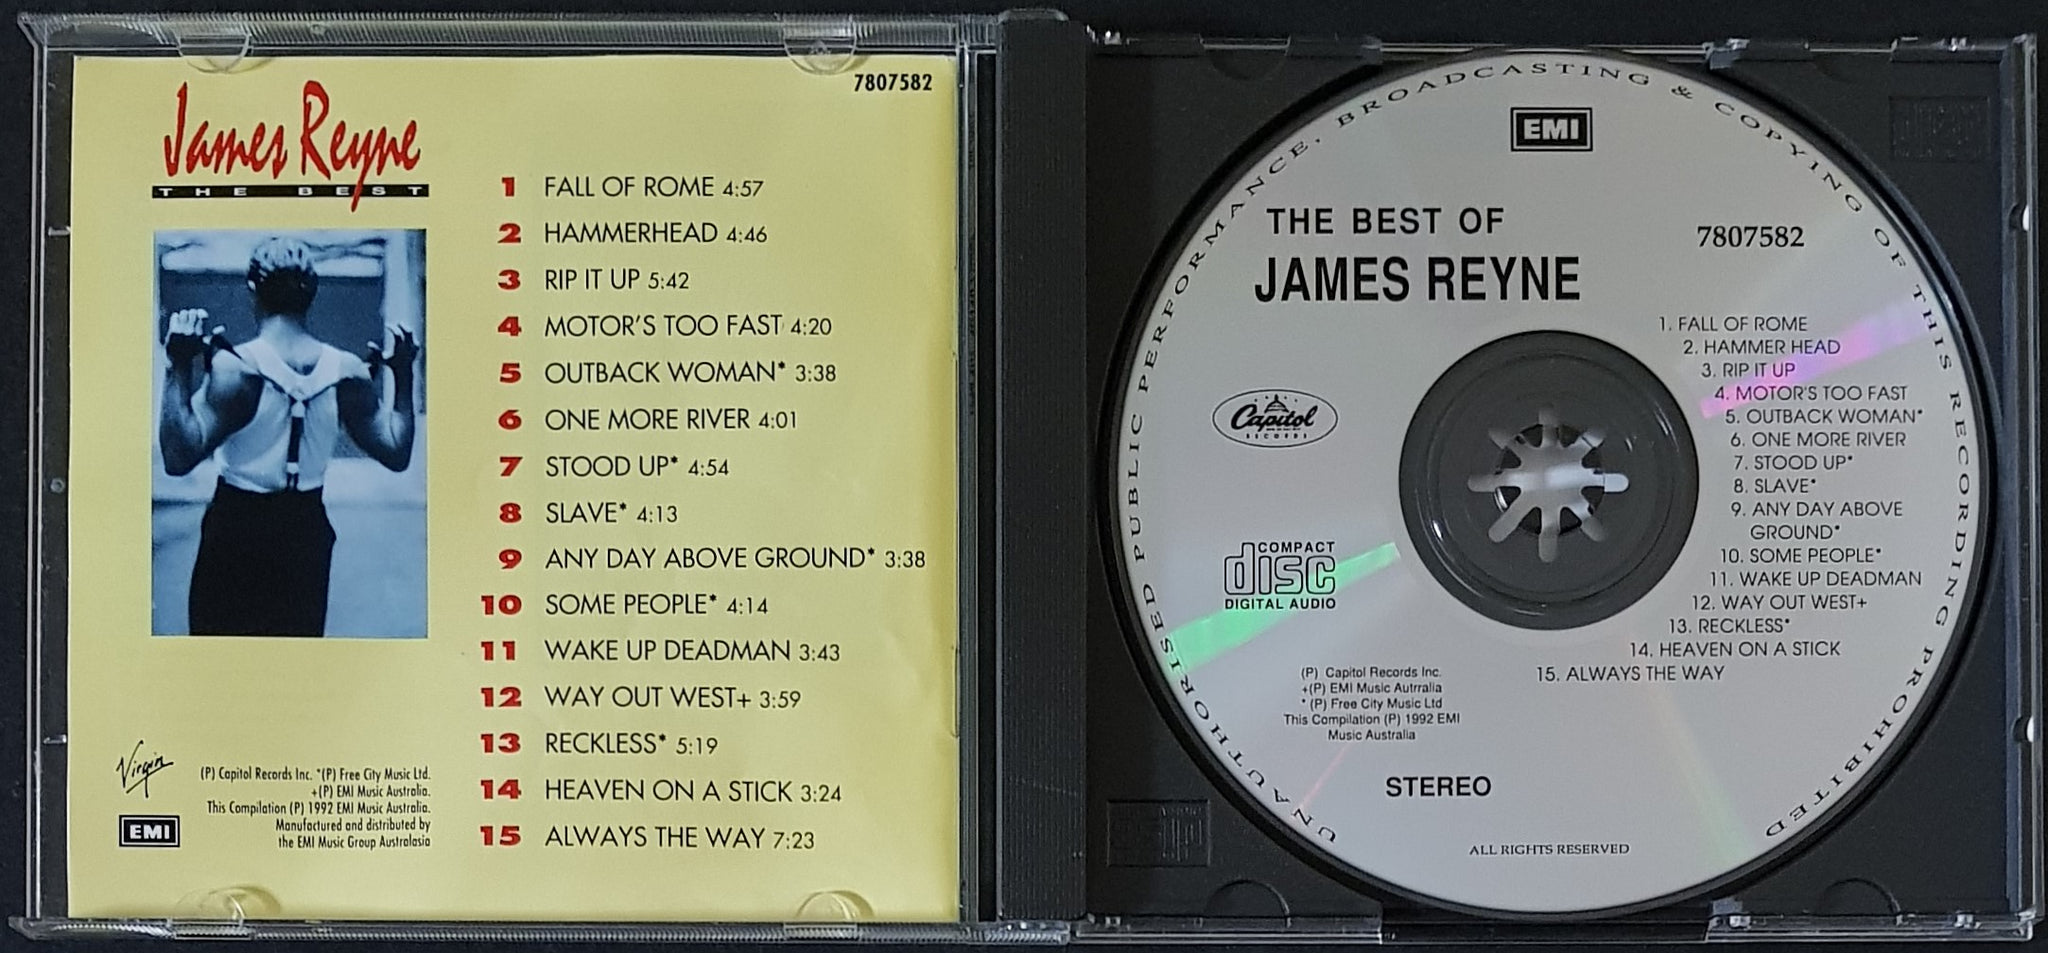 7807582
James Reyne
THE BEST
1 FALL OF ROME 4:57
2 HAMMERHEAD 4:46
3 RIP IT UP 5:42
4 MOTOR'S TOO FAST 4:20
5 OUTBACK WOMAN* 3:38
6 ONE MORE RIVER 4:01
7 STOOD UP* 4:54
8 SLAVE* 4:13
9 ANY DAY ABOVE GROUND* 3:38
10 SOME PEOPLE* 4:14
11 WAKE UP DEADMAN 3:43
12 WAY OUT WEST+ 3:59
13 RECKLESS* 5:19
14 HEAVEN ON A STICK 3:24
15 ALWAYS THE WAY 7:23
Virgin
EMI
(P) Capitol Records Inc. *(P) Free City Music Ltd.
+(P) EMI Music Australia.
This Compilation (P) 1992 EMI Music Australia.
Manufactured and distributed by
the EMI Music Group Australasia
UNAUTHORISED PUBLIC PERFORMANCE, BROADCASTING & COPYING OF THIS RECORDING PROHIBITED
EMI
THE BEST OF
JAMES REYNE
7807582
1. FALL OF ROME
2. HAMMER HEAD
3. RIP IT UP
4. MOTOR'S TOO FAST
5. OUTBACK WOMAN*
6. ONE MORE RIVER
7. STOOD UP*
8. SLAVE*
9. ANY DAY ABOVE
GROUND*
10. SOME PEOPLE*
11. WAKE UP DEADMAN
12. WAY OUT WEST+
13. RECKLESS*
14. HEAVEN ON A STICK
15. ALWAYS THE WAY
Capitol
RECORDS
COMPACT
disc
DIGITAL AUDIO
(P) Capitol Records Inc.
+(P) EMI Music Autrralia
* (P) Free City Music Ltd
This Compilation (P) 1992 EMI
Music Australia
STEREO
ALL RIGHTS RESERVED